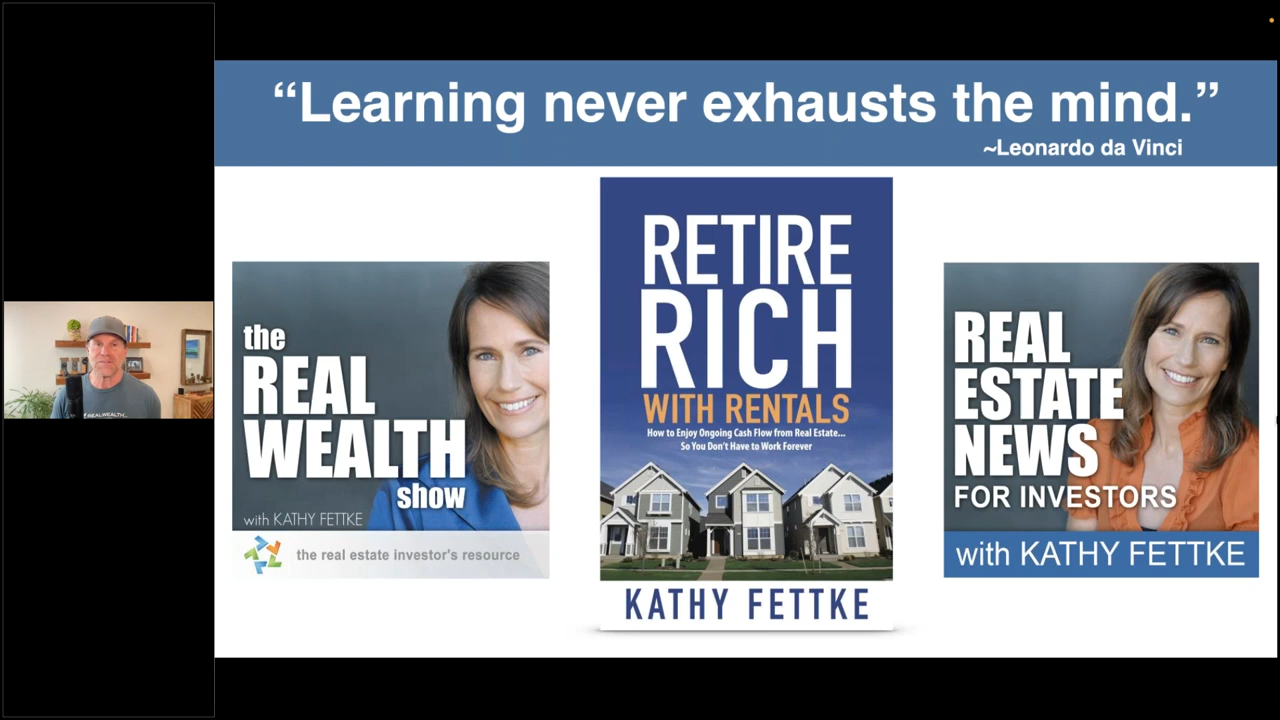 “Learning never exhausts the mind.”
~Leonardo da Vinci
the
REAL
WEALTH
show
with KATHY FETTKE
the real estate investor's resource
RETIRE
RICH
WITH RENTALS
How to Enjoy Ongoing Cash Flow from Real Estate...
So You Don't Have to Work Forever
KATHY FETTKE
REAL
ESTATE
NEWS
FOR INVESTORS
with KATHY FETTKE
REALWEALTH